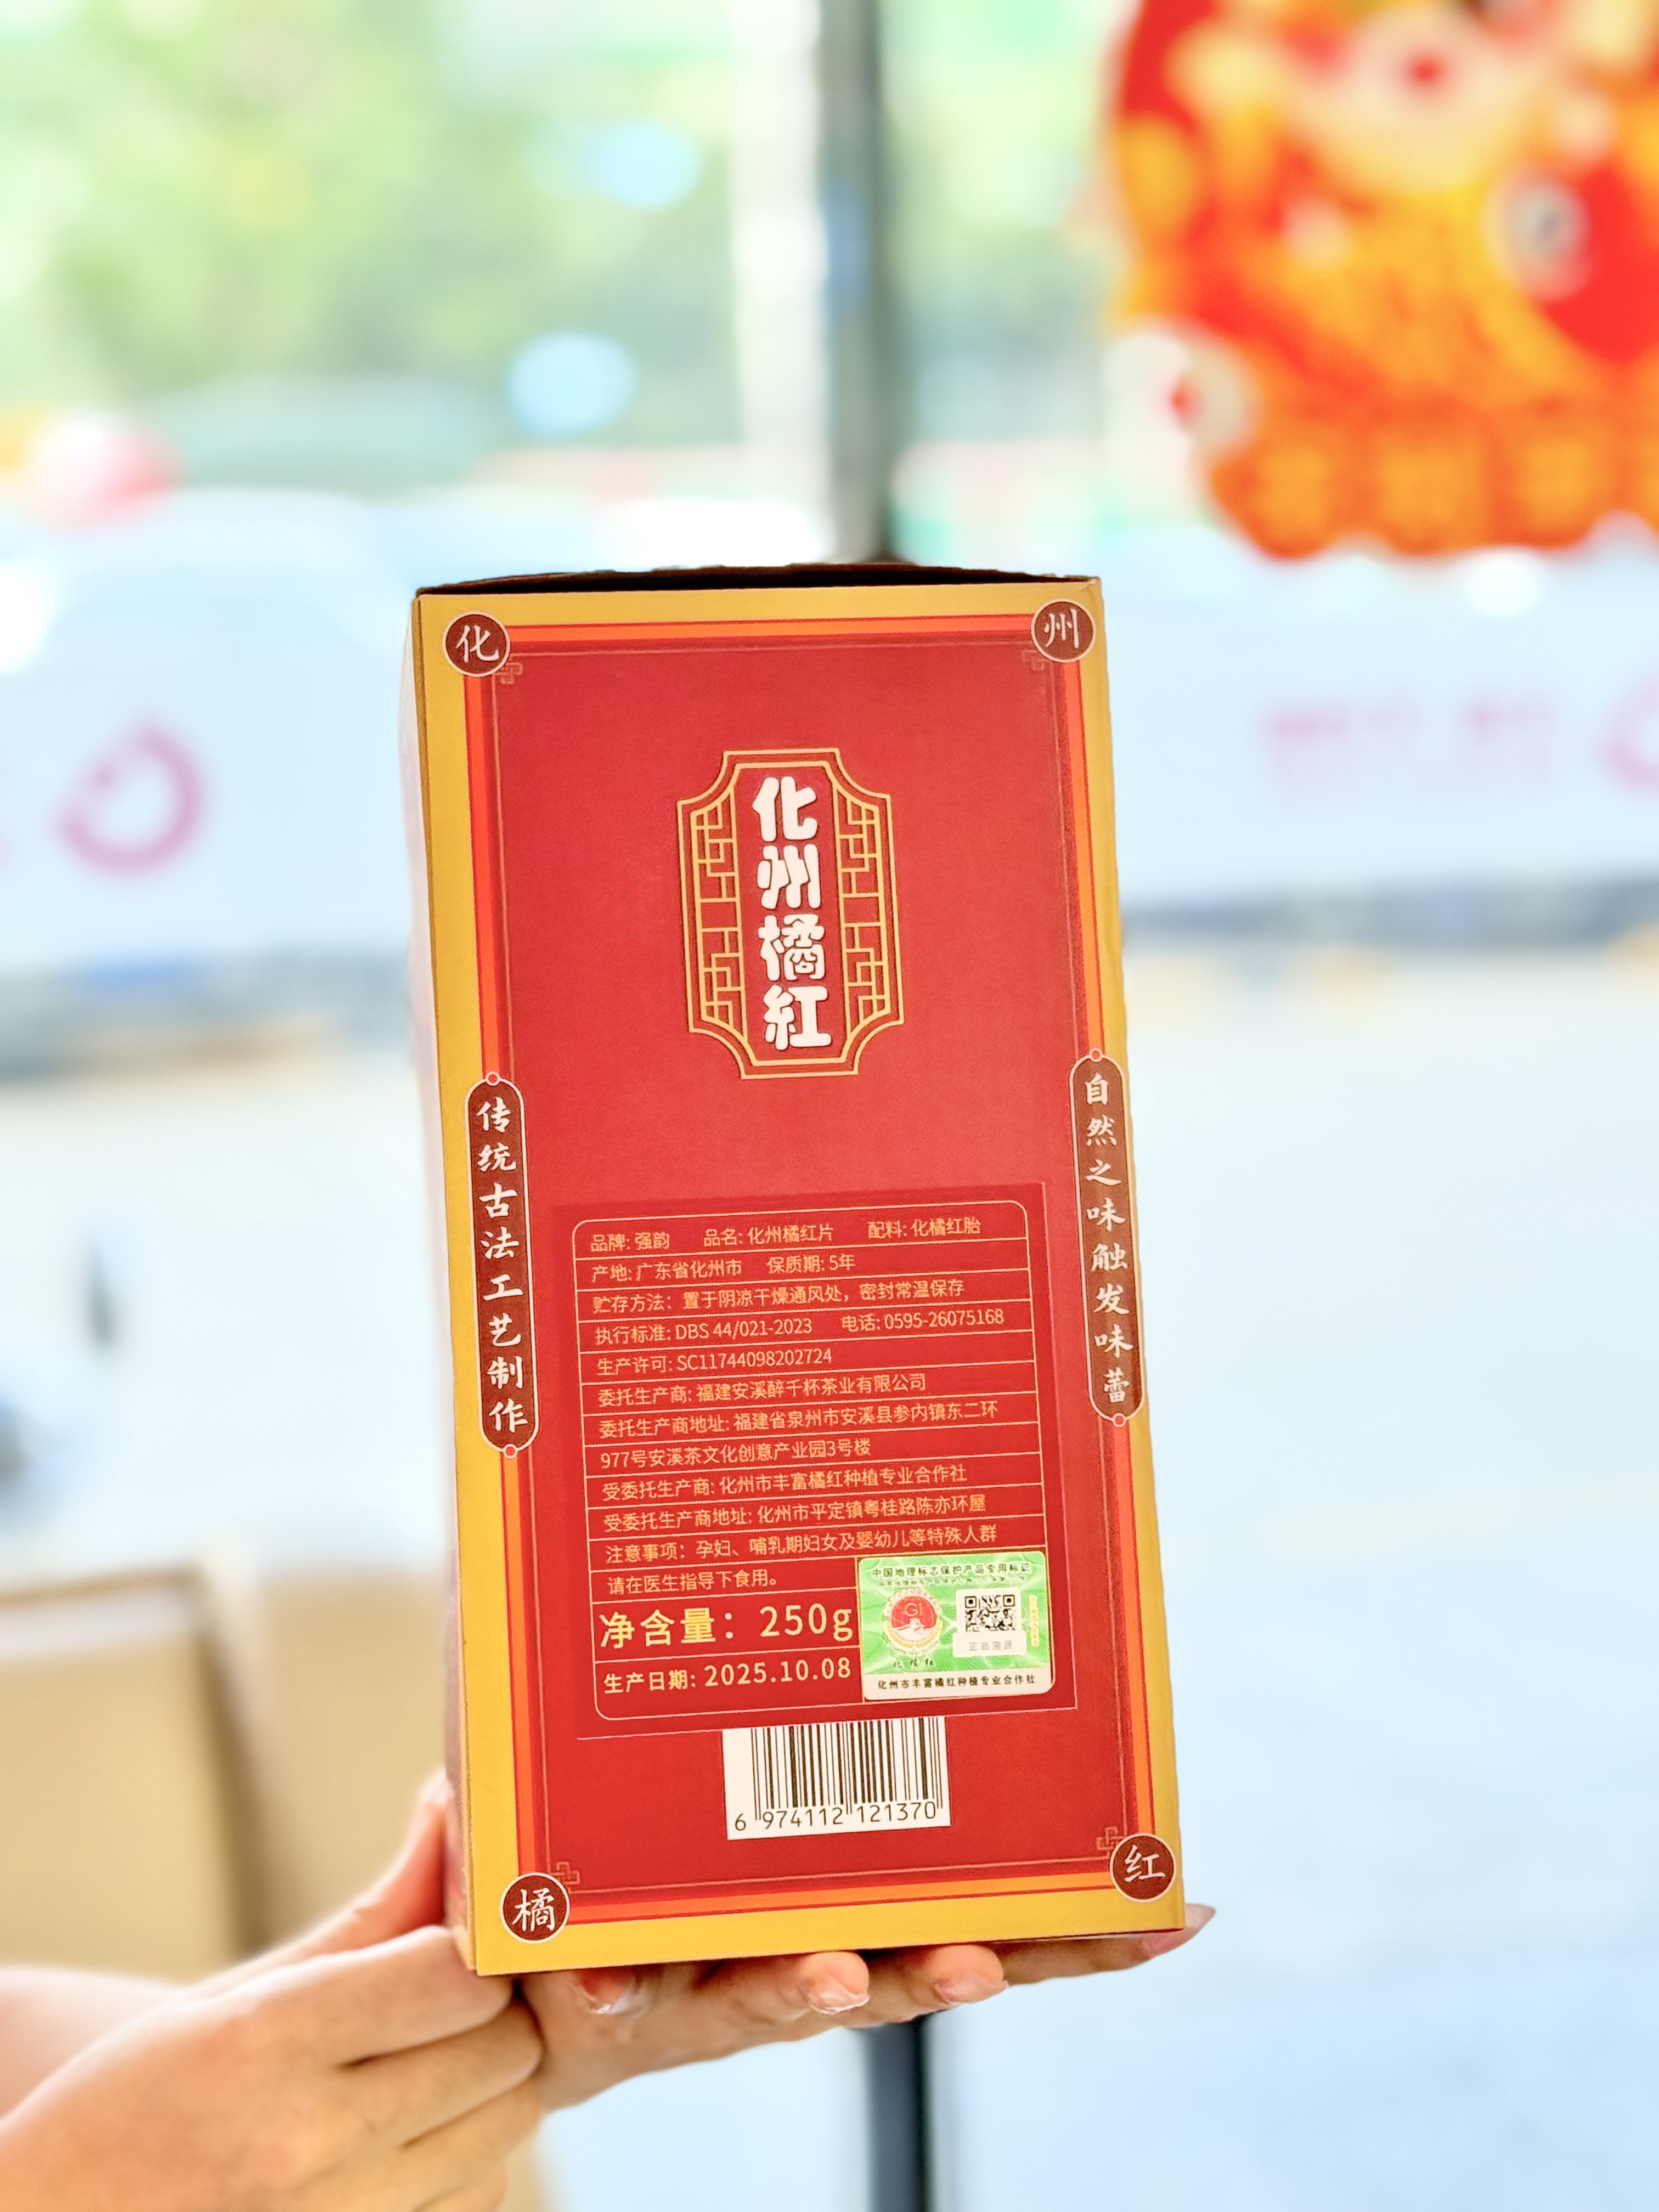 化
州
化州橘紅
传统古法工艺制作
自然之味触发味蕾
品牌: 强韵 品名: 化州橘红片 配料: 化橘红胎
产地: 广东省化州市 保质期: 5年
贮存方法: 置于阴凉干燥通风处，密封常温保存
执行标准: DBS 44/021-2023 电话: 0595-26075168
生产许可: SC11744098202724
委托生产商: 福建安溪醉千杯茶业有限公司
委托生产商地址: 福建省泉州市安溪县参内镇东二环
977号安溪茶文化创意产业园3号楼
受委托生产商: 化州市丰富橘红种植专业合作社
受委托生产商地址: 化州市平定镇粤桂路陈亦环屋
注意事项: 孕妇、哺乳期妇女及婴幼儿等特殊人群
请在医生指导下食用。
净含量: 250g
生产日期: 2025.10.08
中国地理标志保护产品专用标识
GI
正品溯源
化橘红
化州市丰富橘红种植专业合作社
6 974112 121370
橘
红